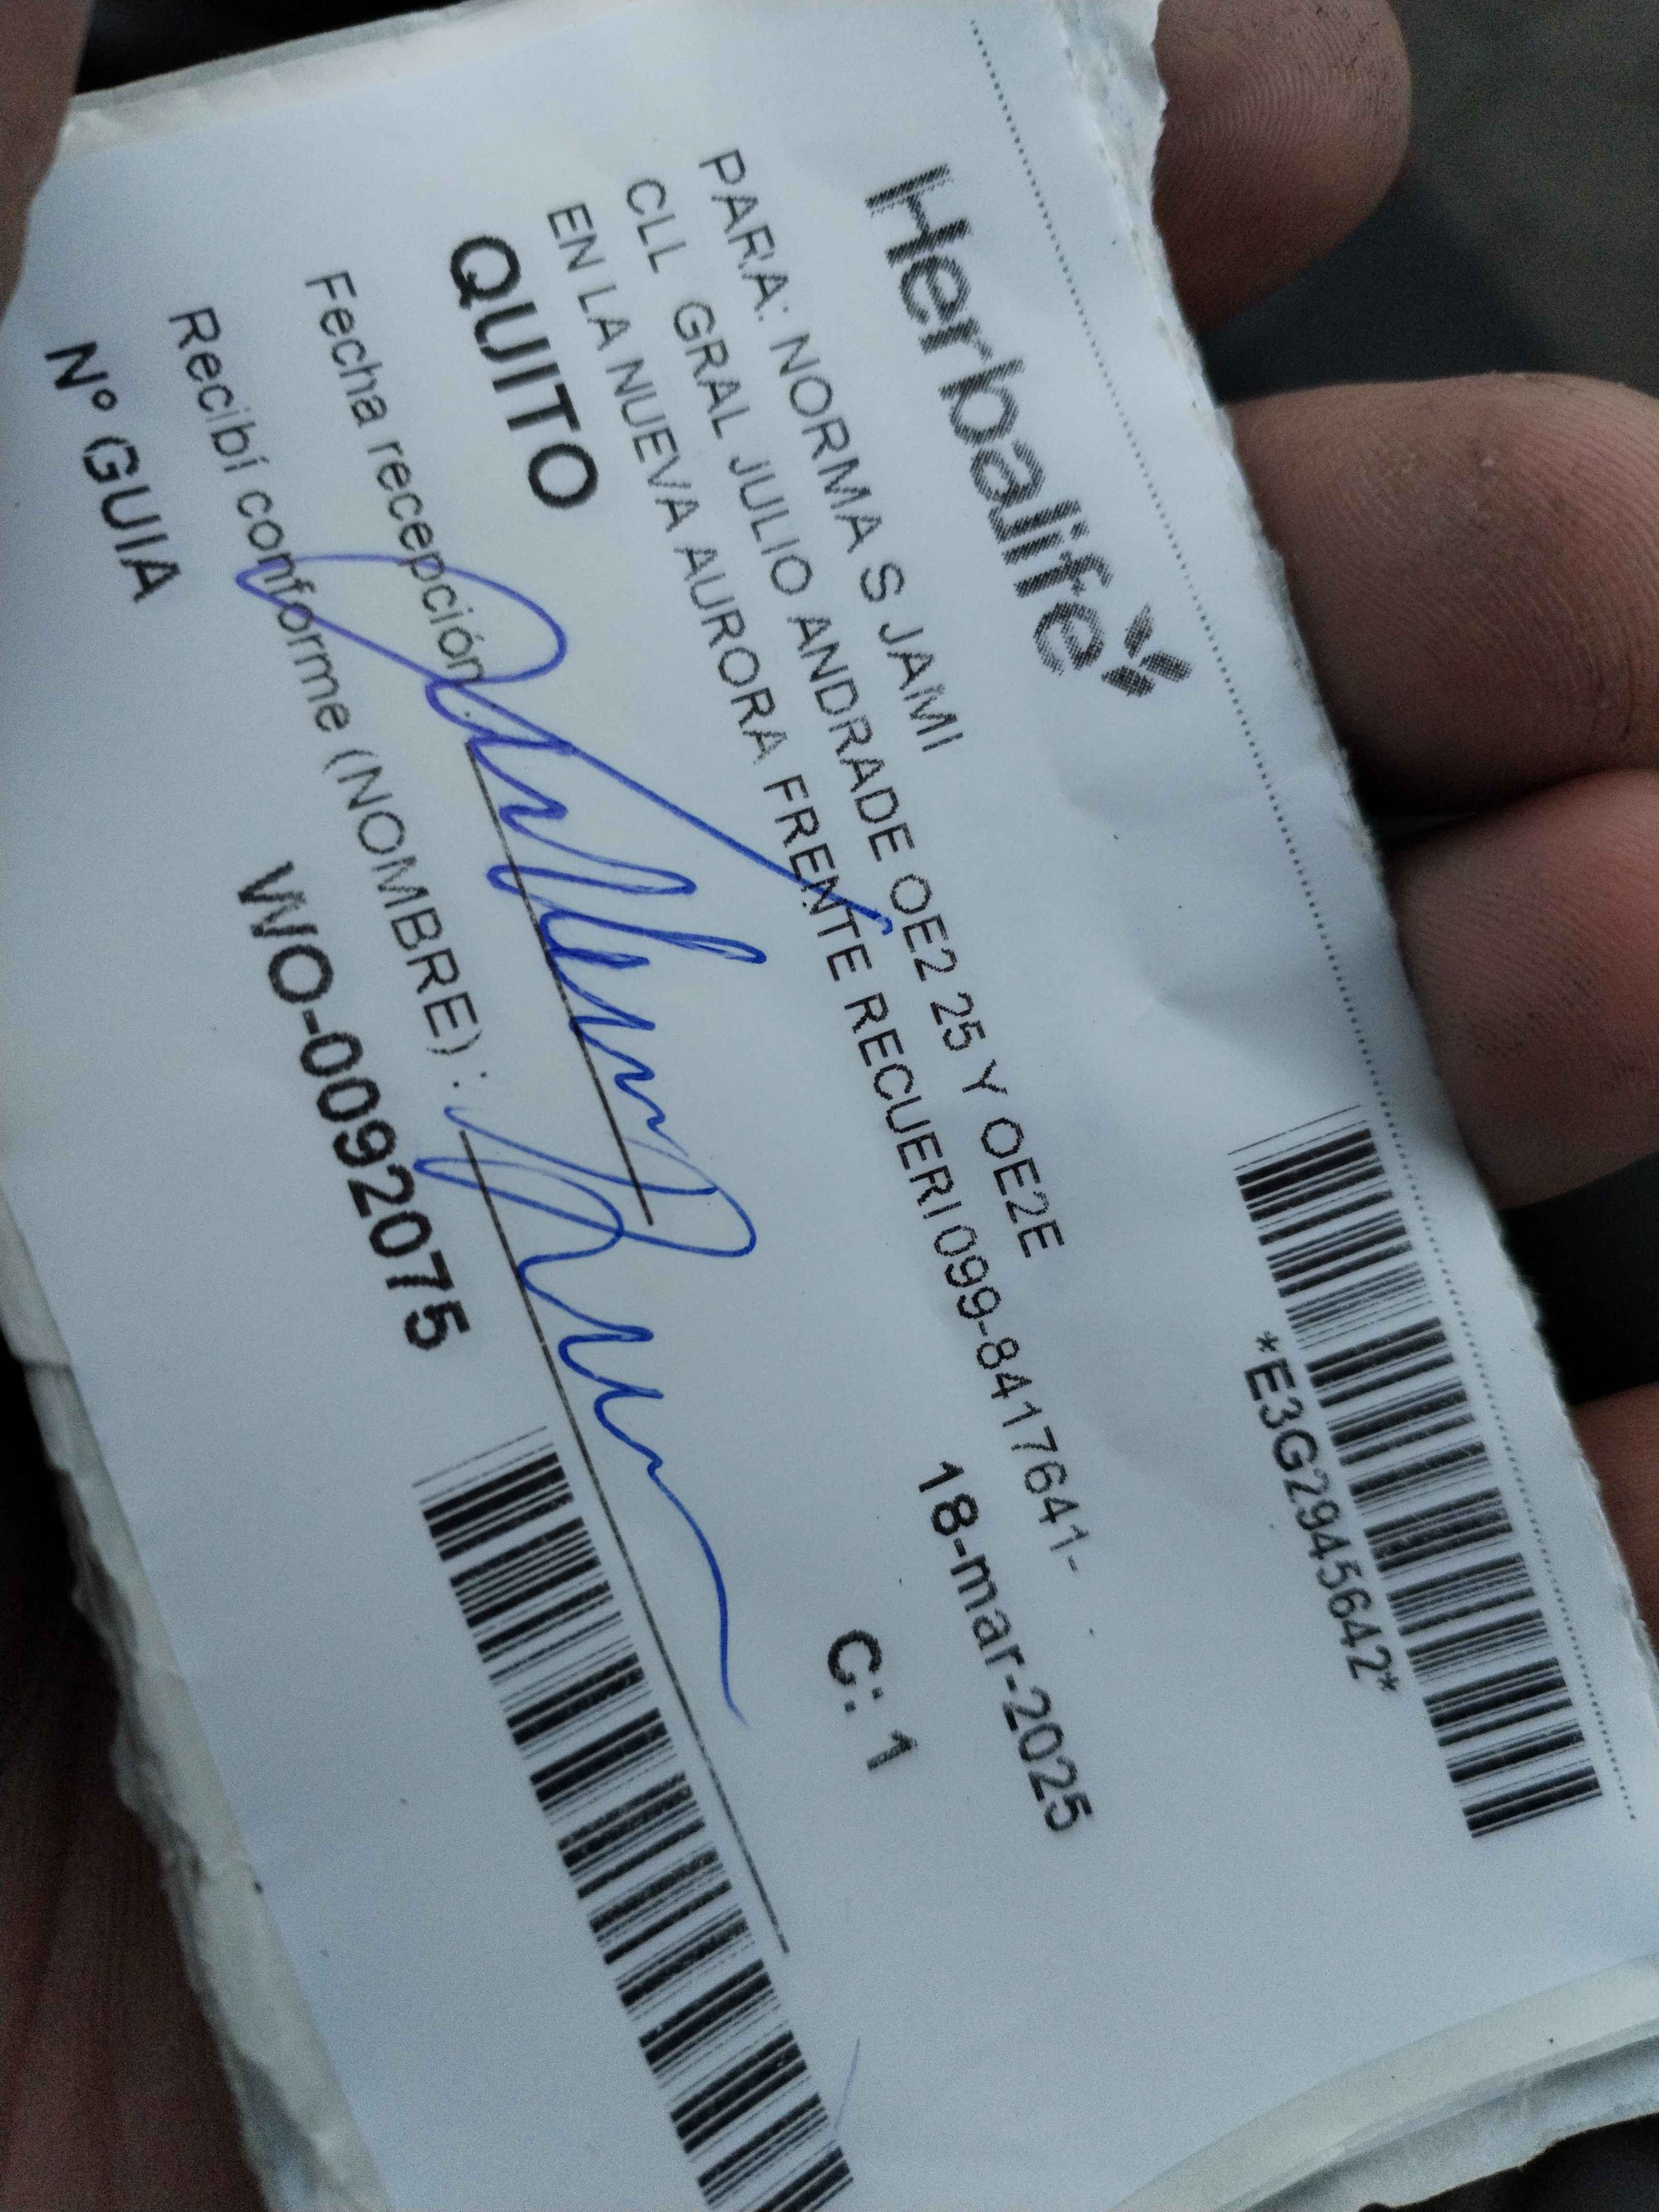 Herbalife
*E3G2945642*
PARA: NORMA S JAMI
CLL GRAL JULIO ANDRADE OE2 25 Y OE2E
EN LA NUEVA AURORA FRENTE RECUERI 099-8417641-
18-mar-2025
QUITO
C: 1
Fecha recepción:
Recibí conforme (NOMBRE) :
Nº GUIA
WO-0092075